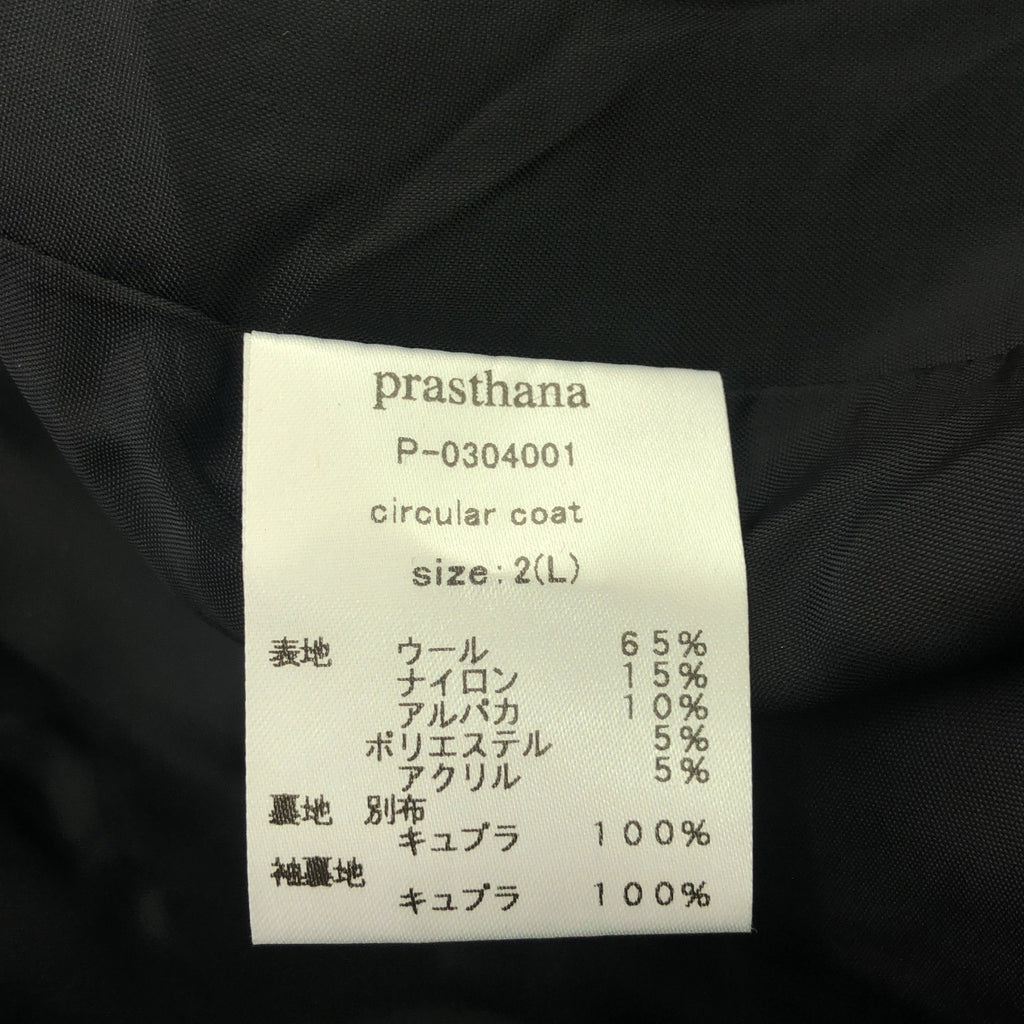 prasthana
P-0304001
circular coat
size:2(L)
表地 ウール 65%
ナイロン 15%
アルパカ 10%
ポリエステル 5%
アクリル 5%
裏地 別布
キュプラ 100%
袖裏地
キュプラ 100%